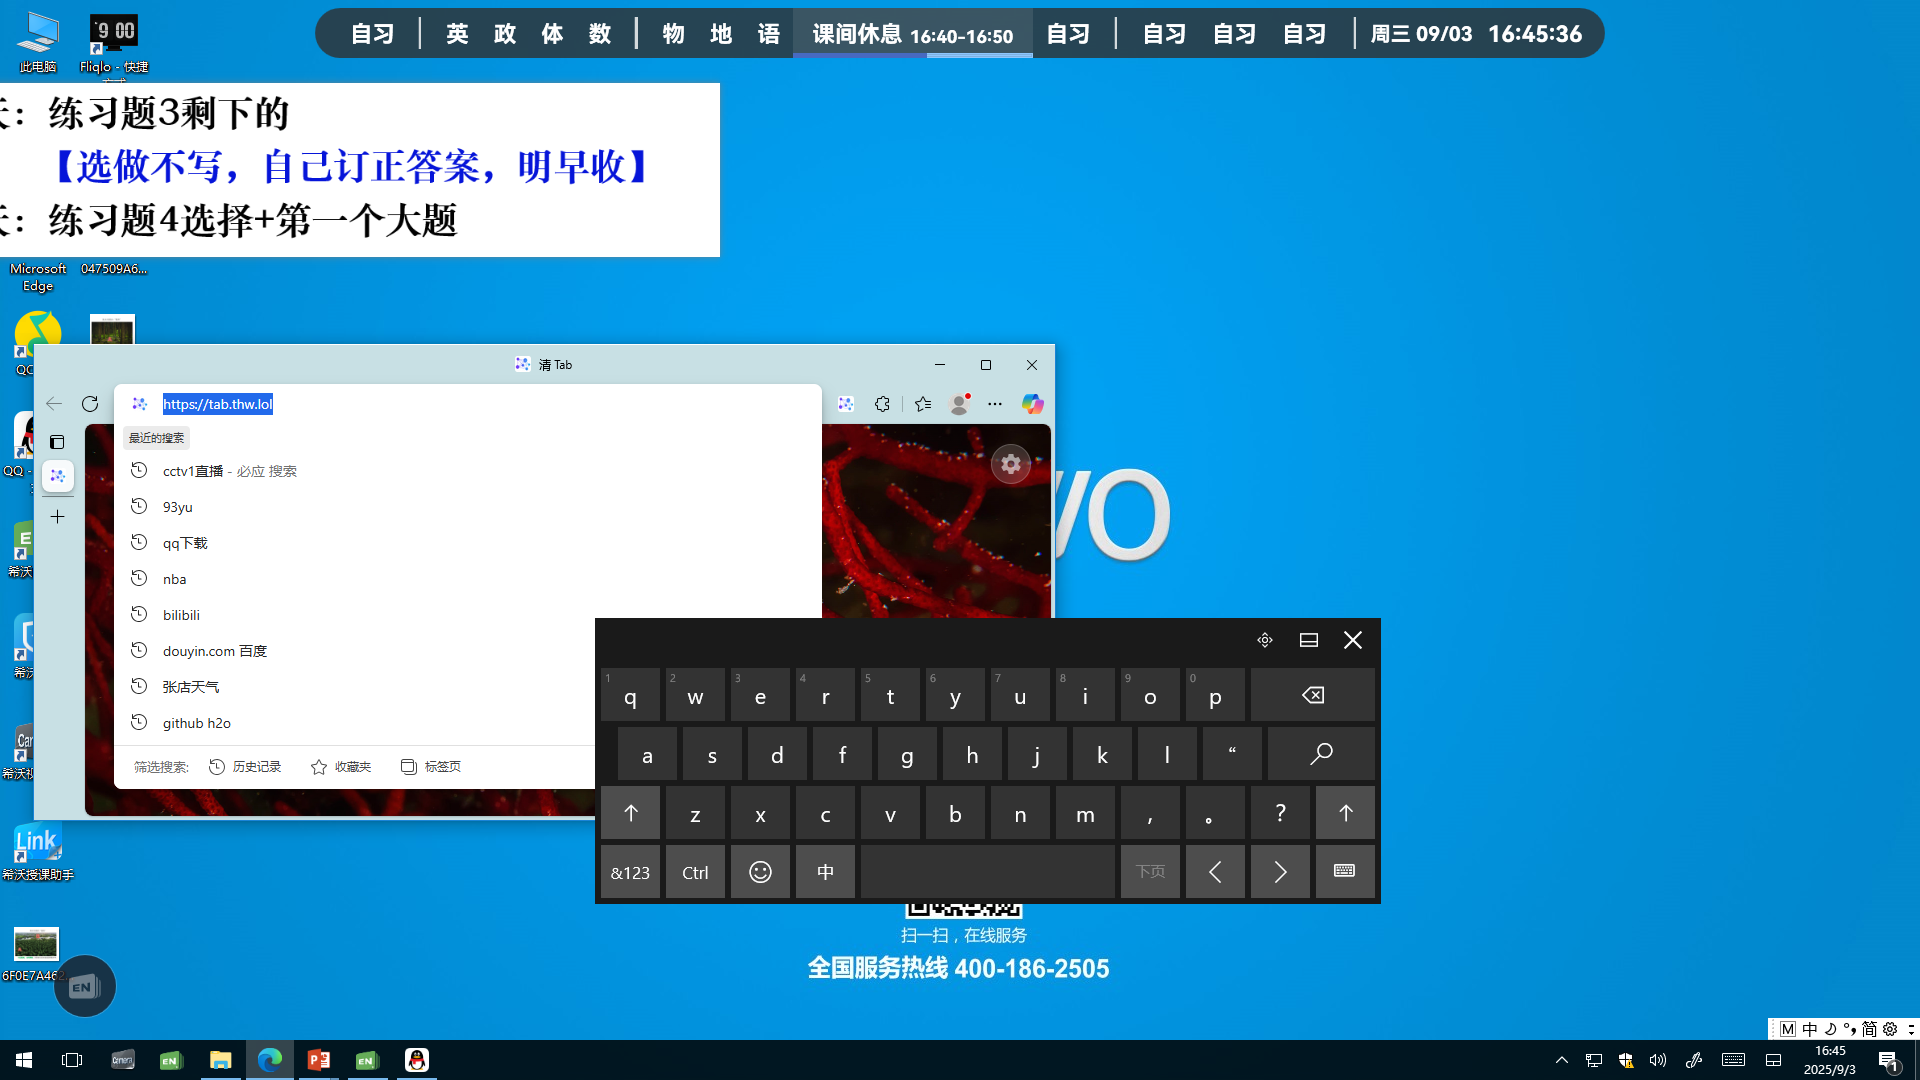 自习 英 政 体 数 物 地 语 课间休息 16:40-16:50 自习 自习 自习 自习 周三 09/03 16:45:36
此电脑
Fliqlo - 快捷
天：练习题3剩下的
【选做不写，自己订正答案，明早收】
天：练习题4选择+第一个大题
Microsoft Edge
047509A6...
清 Tab
https://tab.thw.lol
最近的搜索
cctv1直播 - 必应 搜索
93yu
qq下载
nba
bilibili
douyin.com 百度
张店天气
github h2o
筛选搜索: 历史记录 收藏夹 标签页
QQ -
希沃
Link
希沃授课助手
6F0E7A462
EN
1 q 2 w 3 e 4 r 5 t 6 y 7 u 8 i 9 o 0 p
a s d f g h j k l “
z x c v b n m , 。 ?
&123 Ctrl 中 下页
扫一扫，在线服务
全国服务热线 400-186-2505
M 中 简
Camera EN EN
16:45
2025/9/3
1